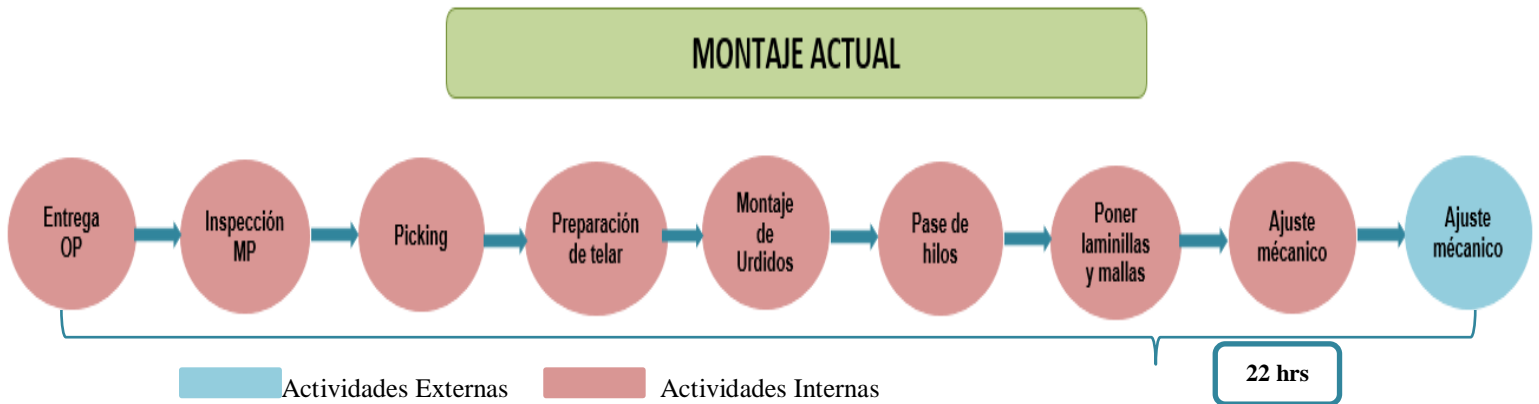 MONTAJE ACTUAL
Entrega
OP
Inspección
MP
Picking
Preparación
de telar
Montaje
de
Urdidos
Pase de
hilos
Poner
laminillas
y mallas
Ajuste
mécanico
Ajuste
mécanico
22 hrs
Actividades Externas
Actividades Internas